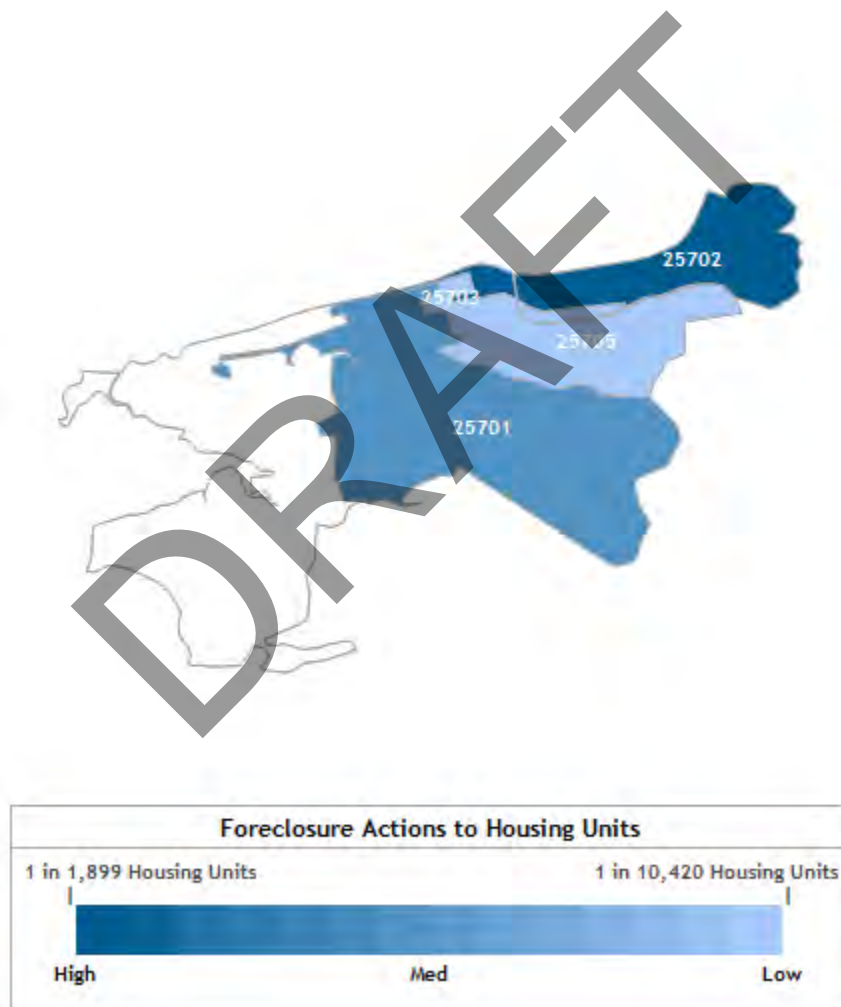 DRAFT
25702
25703
25705
25701
Foreclosure Actions to Housing Units
1 in 1,899 Housing Units 1 in 10,420 Housing Units
High Med Low